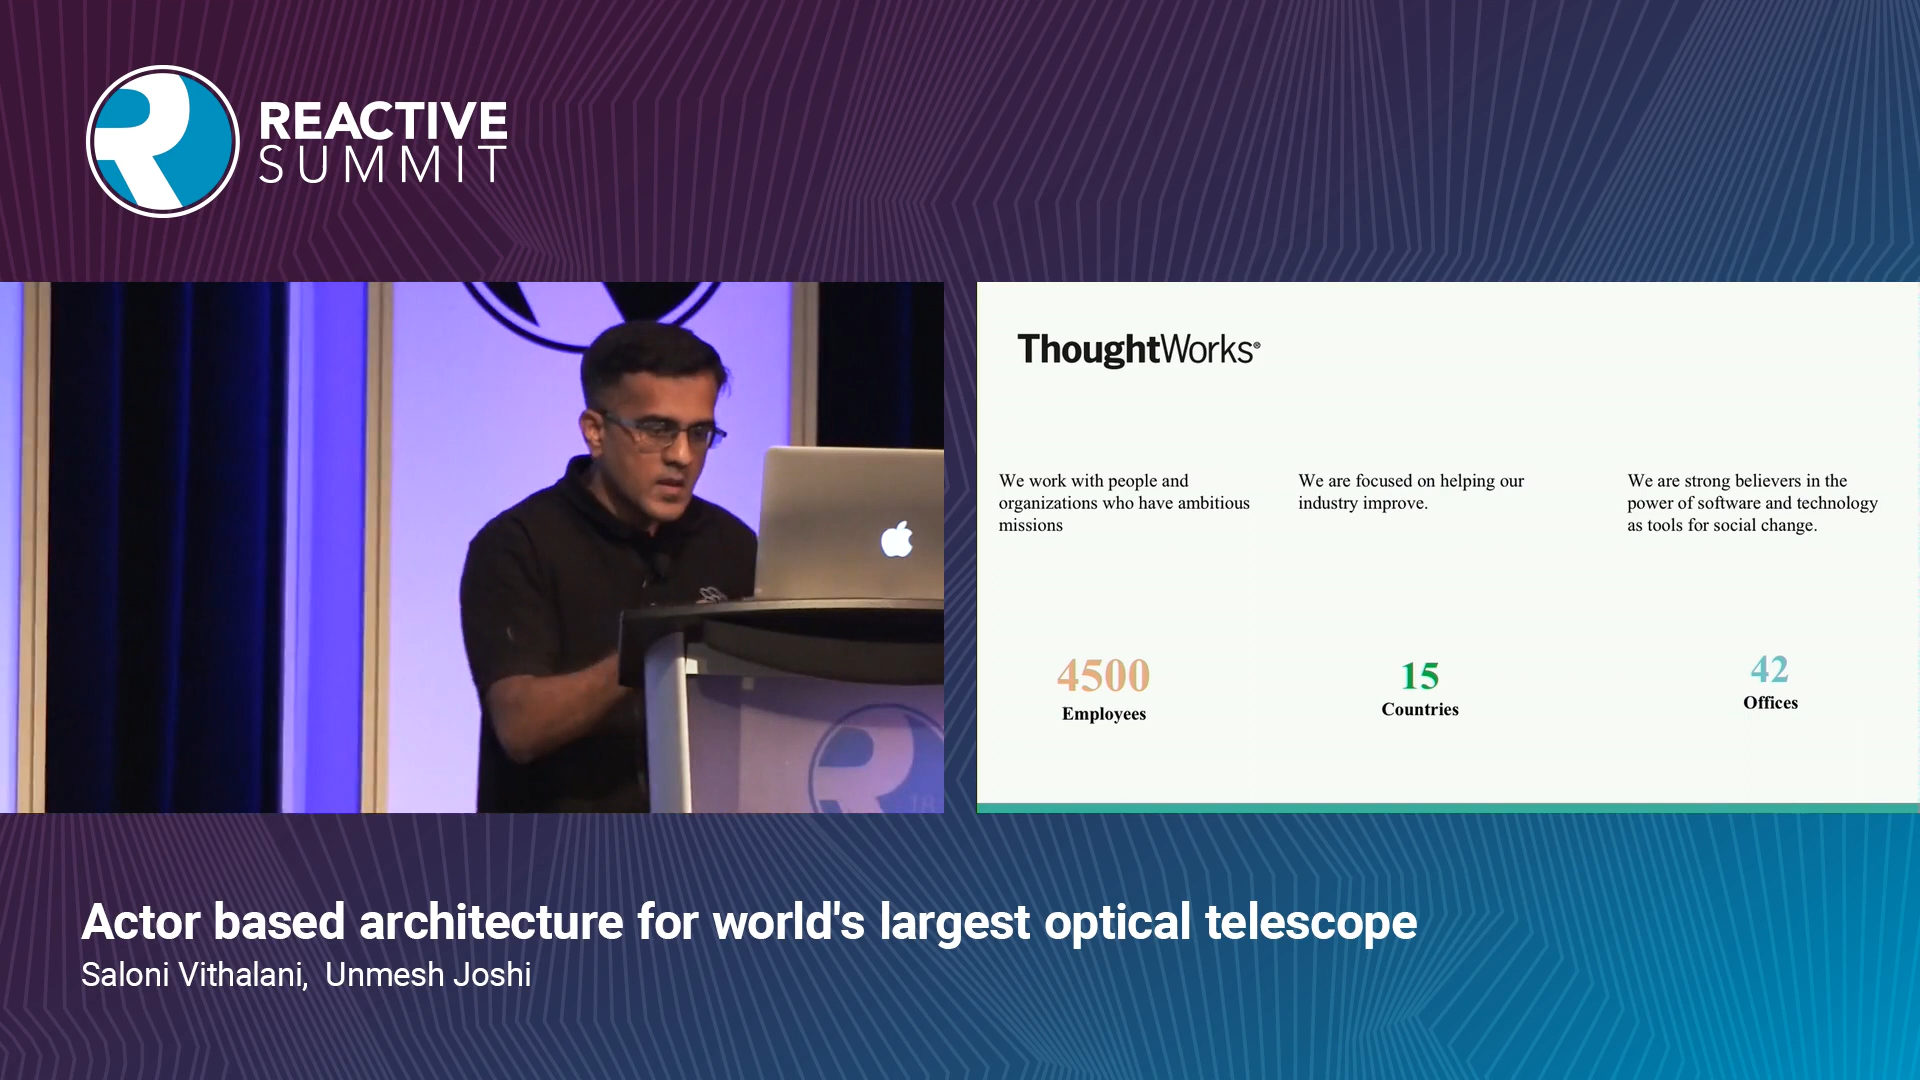 REACTIVE
SUMMIT
ThoughtWorks®
We work with people and
organizations who have ambitious
missions
We are focused on helping our
industry improve.
We are strong believers in the
power of software and technology
as tools for social change.
4500
Employees
15
Countries
42
Offices
18
Actor based architecture for world's largest optical telescope
Saloni Vithalani,  Unmesh Joshi